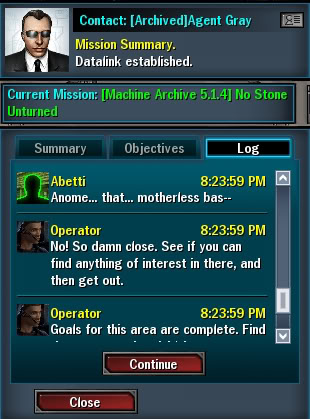 Contact: [Archived]Agent Gray
Mission Summary.
Datalink established.
Current Mission: [Machine Archive 5.1.4] No Stone
Unturned
Summary Objectives Log
Abetti 8:23:59 PM
Anome... that... motherless bas--
Operator 8:23:59 PM
No! So damn close. See if you can
find anything of interest in there, and
then get out.
Operator 8:23:59 PM
Goals for this area are complete. Find
Continue
Close